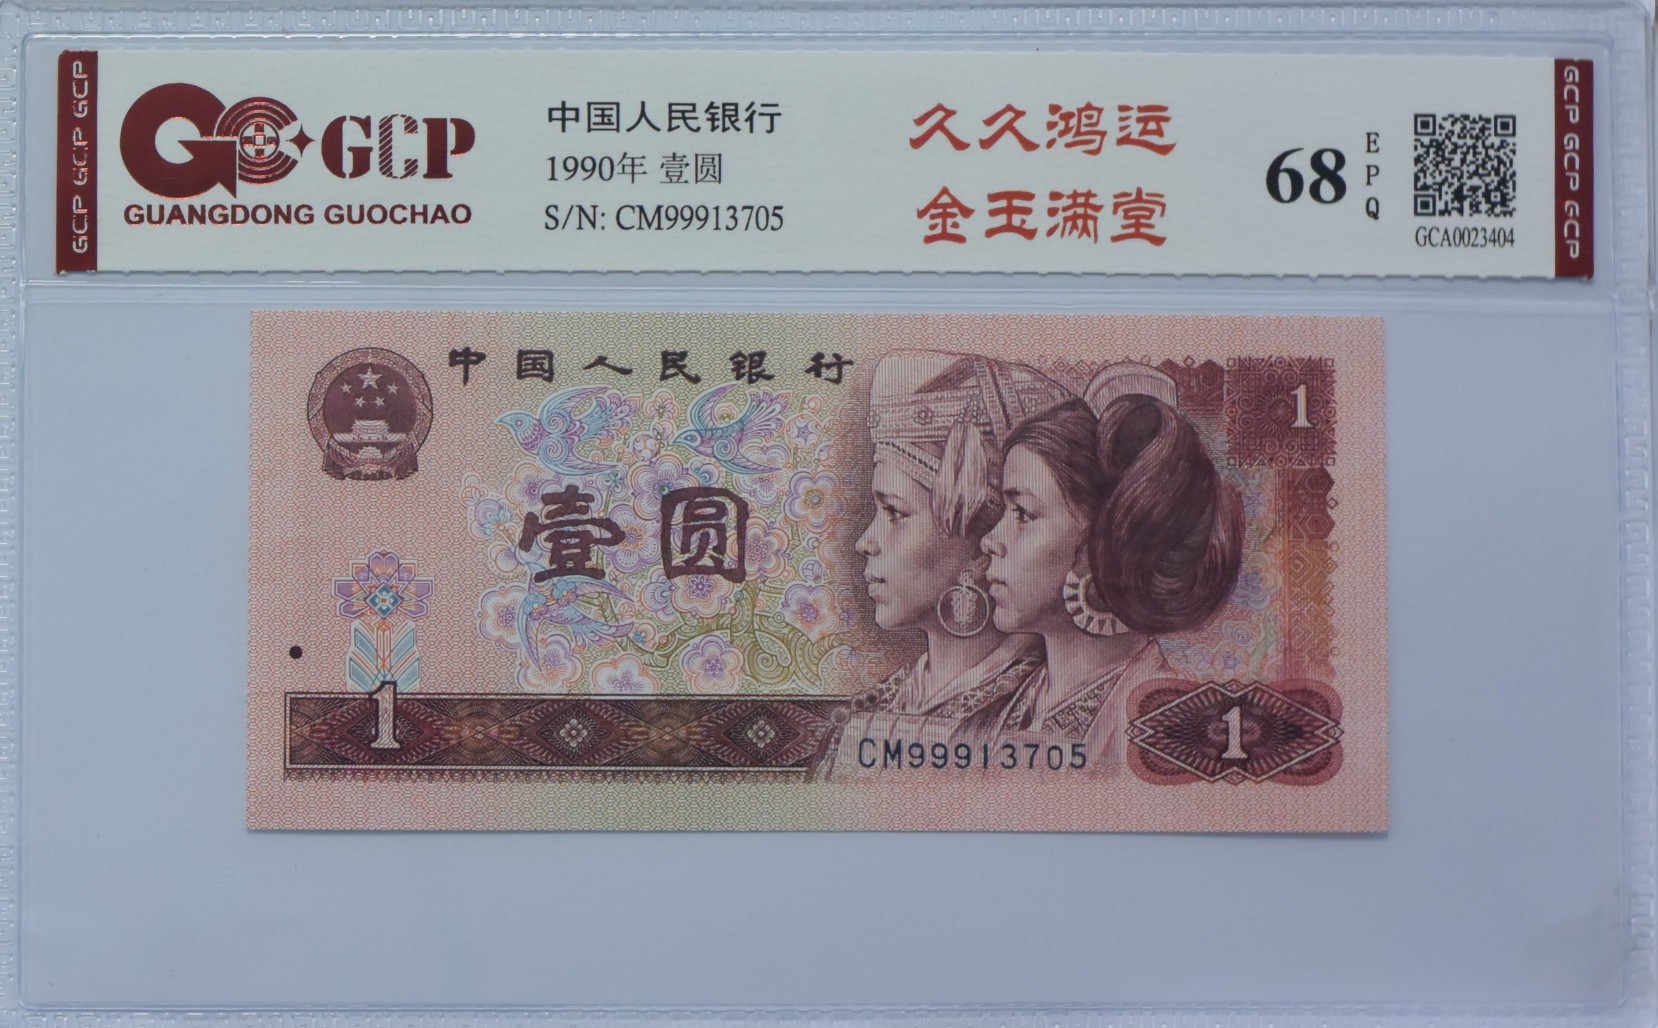 GCP GCP GCP
GCP
GUANGDONG GUOCHAO
中国人民银行
1990年 壹圆
S/N: CM99913705
久久鸿运
金玉满堂
68
EPQ
GCA0023404
GCP GCP GCP
中国人民银行
1
壹圆
1
CM99913705
1